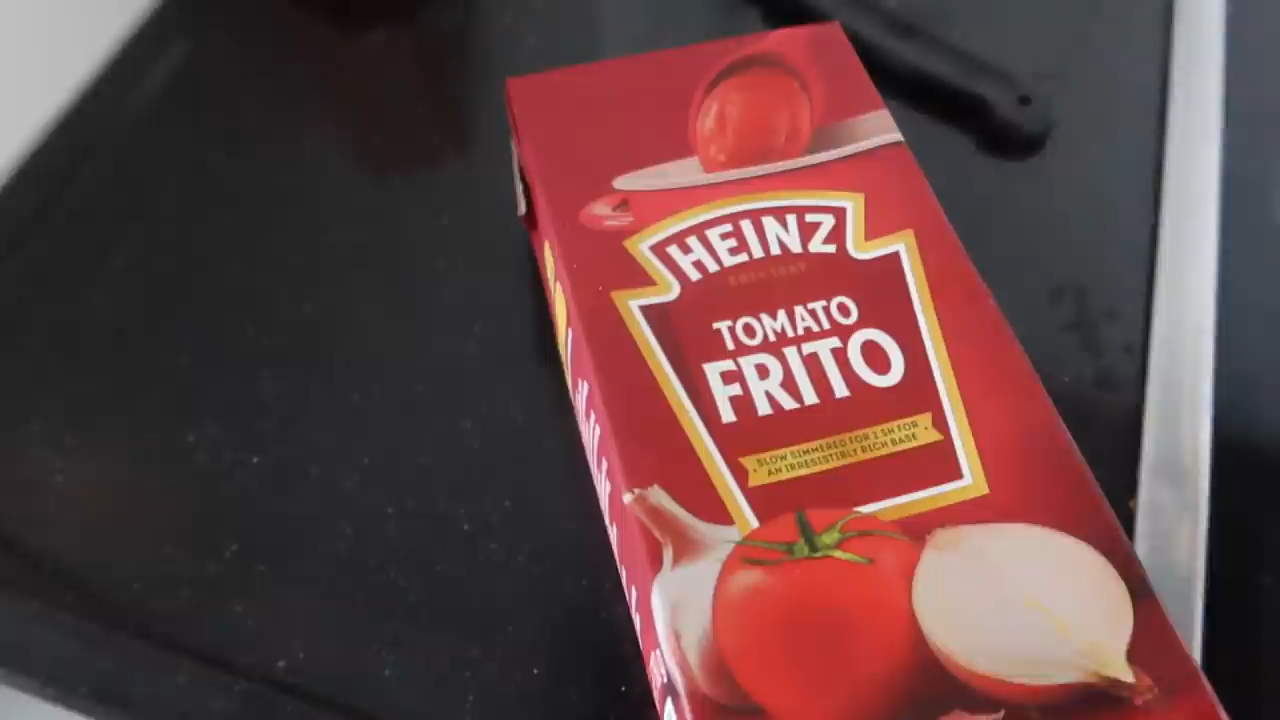 HEINZ
TOMATO
FRITO
SLOW SIMMERED FOR 2.5H FOR
AN IRRESISTIBLY RICH BASE